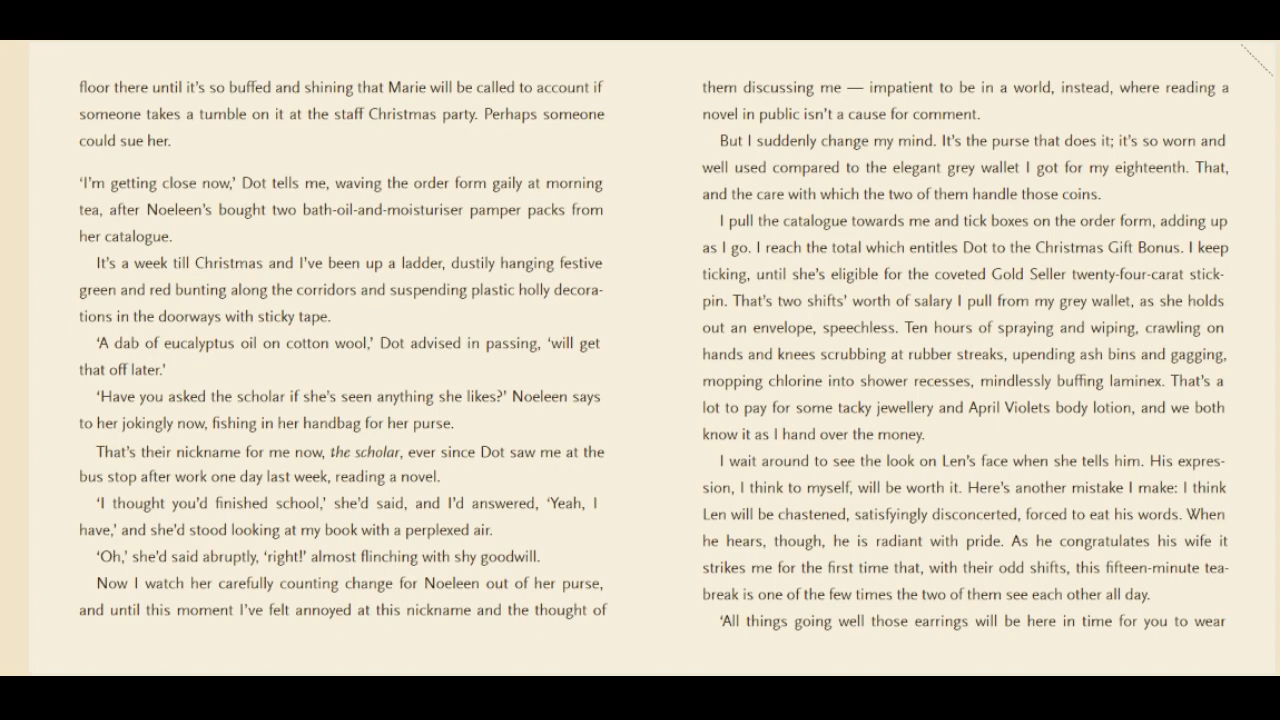 floor there until it's so buffed and shining that Marie will be called to account if
someone takes a tumble on it at the staff Christmas party. Perhaps someone
could sue her.
‘I'm getting close now,’ Dot tells me, waving the order form gaily at morning
tea, after Noeleen's bought two bath-oil-and-moisturiser pamper packs from
her catalogue.
It's a week till Christmas and I've been up a ladder, dustily hanging festive
green and red bunting along the corridors and suspending plastic holly decora-
tions in the doorways with sticky tape.
‘A dab of eucalyptus oil on cotton wool,’ Dot advised in passing, ‘will get
that off later.’
‘Have you asked the scholar if she's seen anything she likes?’ Noeleen says
to her jokingly now, fishing in her handbag for her purse.
That's their nickname for me now, the scholar, ever since Dot saw me at the
bus stop after work one day last week, reading a novel.
‘I thought you'd finished school,’ she'd said, and I'd answered, ‘Yeah, I
have,’ and she'd stood looking at my book with a perplexed air.
‘Oh,’ she'd said abruptly, ‘right!’ almost flinching with shy goodwill.
Now I watch her carefully counting change for Noeleen out of her purse,
and until this moment I've felt annoyed at this nickname and the thought of
them discussing me — impatient to be in a world, instead, where reading a
novel in public isn't a cause for comment.
But I suddenly change my mind. It's the purse that does it; it's so worn and
well used compared to the elegant grey wallet I got for my eighteenth. That,
and the care with which the two of them handle those coins.
I pull the catalogue towards me and tick boxes on the order form, adding up
as I go. I reach the total which entitles Dot to the Christmas Gift Bonus. I keep
ticking, until she's eligible for the coveted Gold Seller twenty-four-carat stick-
pin. That's two shifts' worth of salary I pull from my grey wallet, as she holds
out an envelope, speechless. Ten hours of spraying and wiping, crawling on
hands and knees scrubbing at rubber streaks, upending ash bins and gagging,
mopping chlorine into shower recesses, mindlessly buffing laminex. That's a
lot to pay for some tacky jewellery and April Violets body lotion, and we both
know it as I hand over the money.
I wait around to see the look on Len's face when she tells him. His expres-
sion, I think to myself, will be worth it. Here's another mistake I make: I think
Len will be chastened, satisfyingly disconcerted, forced to eat his words. When
he hears, though, he is radiant with pride. As he congratulates his wife it
strikes me for the first time that, with their odd shifts, this fifteen-minute tea-
break is one of the few times the two of them see each other all day.
‘All things going well those earrings will be here in time for you to wear